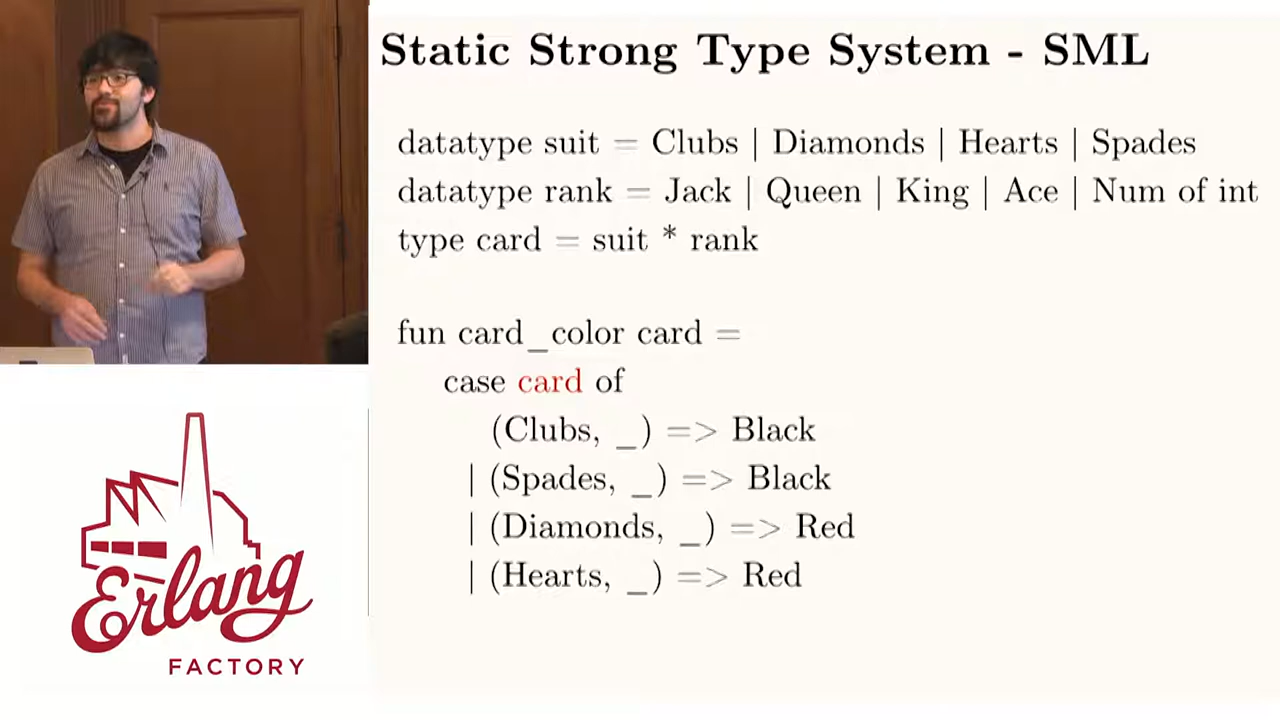 Static Strong Type System - SML
datatype suit = Clubs | Diamonds | Hearts | Spades
datatype rank = Jack | Queen | King | Ace | Num of int
type card = suit * rank
fun card_color card =
case card of
(Clubs, _) => Black
| (Spades, _) => Black
| (Diamonds, _) => Red
| (Hearts, _) => Red
Erlang
FACTORY